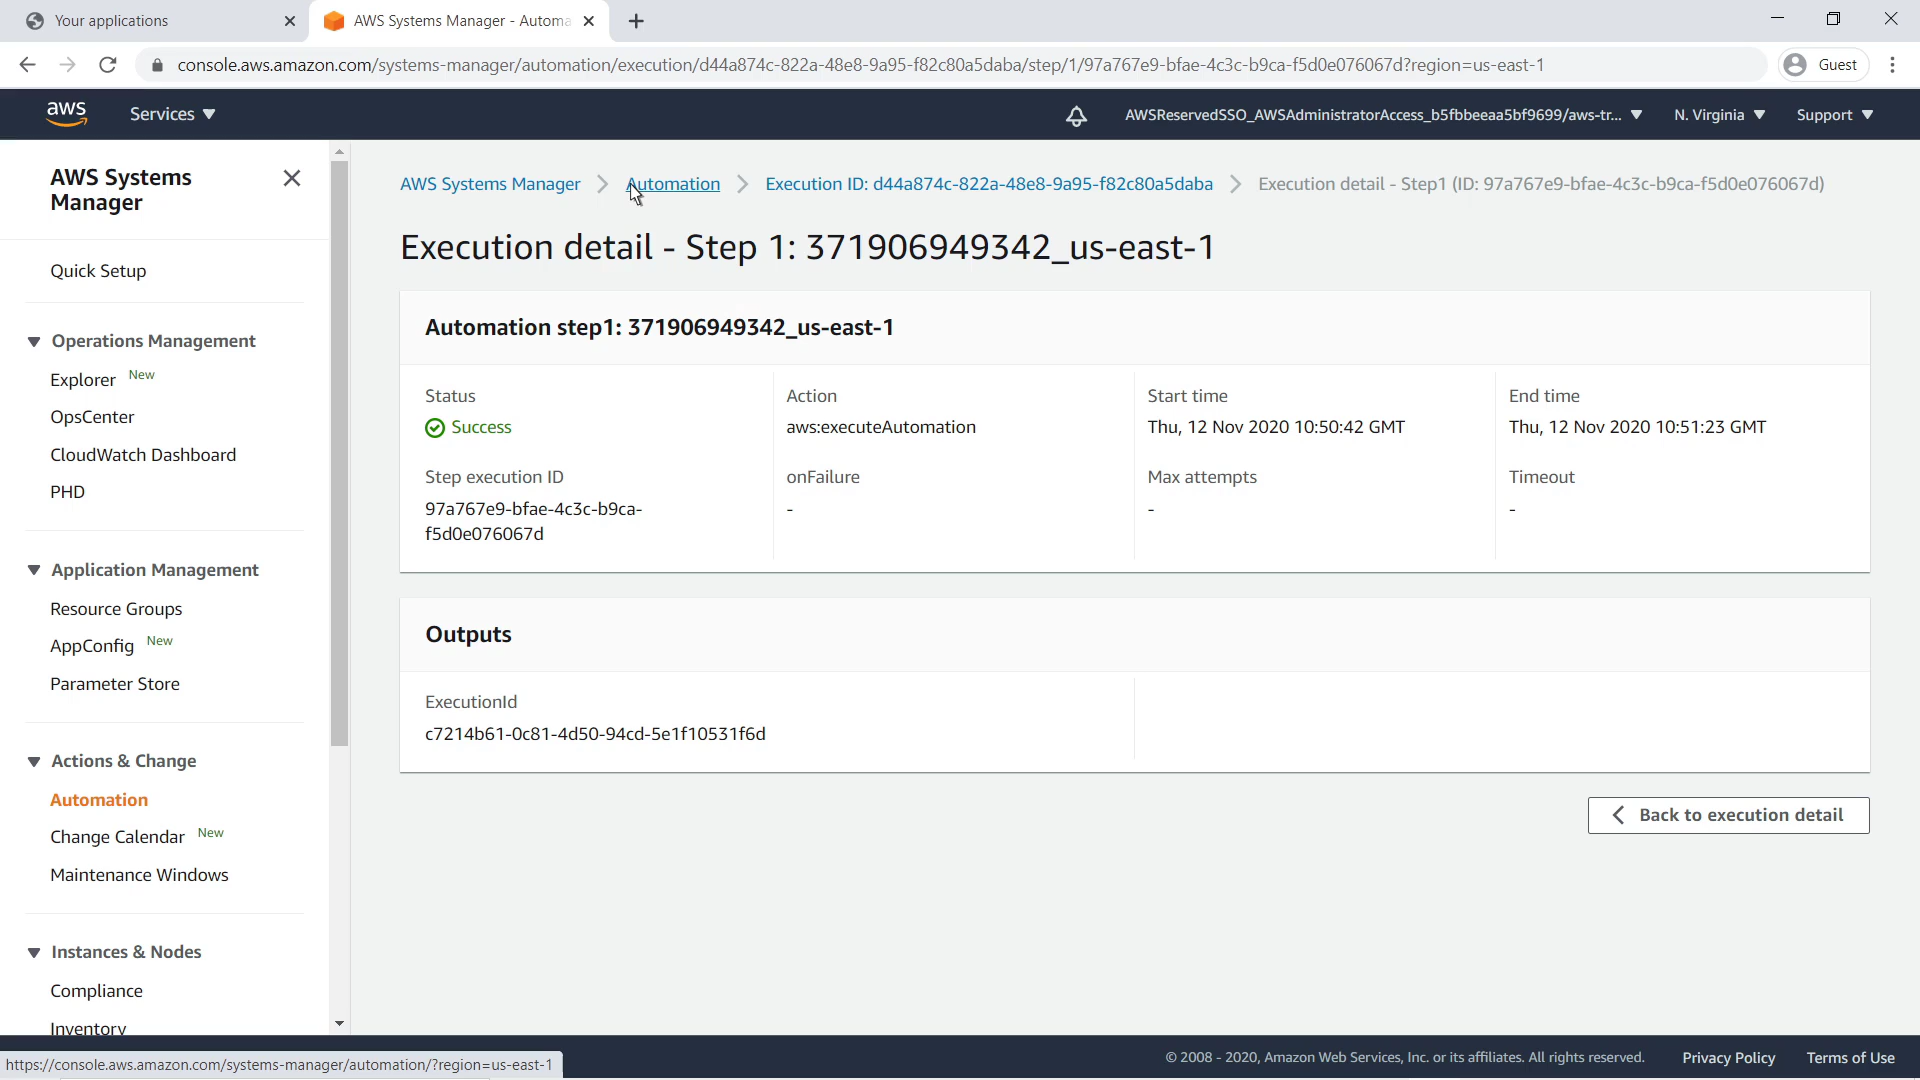 Your applications
AWS Systems Manager - Automa
console.aws.amazon.com/systems-manager/automation/execution/d44a874c-822a-48e8-9a95-f82c80a5daba/step/1/97a767e9-bfae-4c3c-b9ca-f5d0e076067d?region=us-east-1
Guest
aws
Services
AWSReservedSSO_AWSAdministratorAccess_b5fbbeeaa5bf9699/aws-tr...
N. Virginia
Support
AWS Systems
Manager
Quick Setup
Operations Management
Explorer New
OpsCenter
CloudWatch Dashboard
PHD
Application Management
Resource Groups
AppConfig New
Parameter Store
Actions & Change
Automation
Change Calendar New
Maintenance Windows
Instances & Nodes
Compliance
Inventory
AWS Systems Manager > Automation > Execution ID: d44a874c-822a-48e8-9a95-f82c80a5daba > Execution detail - Step1 (ID: 97a767e9-bfae-4c3c-b9ca-f5d0e076067d)
Execution detail - Step 1: 371906949342_us-east-1
Automation step1: 371906949342_us-east-1
Status
Success
Action
aws:executeAutomation
Start time
Thu, 12 Nov 2020 10:50:42 GMT
End time
Thu, 12 Nov 2020 10:51:23 GMT
Step execution ID
97a767e9-bfae-4c3c-b9ca-
f5d0e076067d
onFailure
-
Max attempts
-
Timeout
-
Outputs
ExecutionId
c7214b61-0c81-4d50-94cd-5e1f10531f6d
Back to execution detail
https://console.aws.amazon.com/systems-manager/automation/?region=us-east-1
© 2008 - 2020, Amazon Web Services, Inc. or its affiliates. All rights reserved.
Privacy Policy
Terms of Use